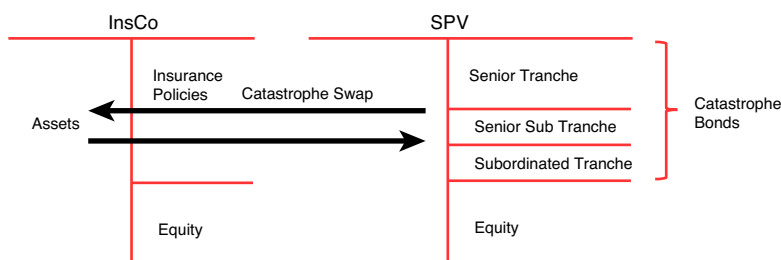 InsCo
SPV
Insurance
Policies
Catastrophe Swap
Assets
Equity
Senior Tranche
Senior Sub Tranche
Subordinated Tranche
Equity
Catastrophe
Bonds